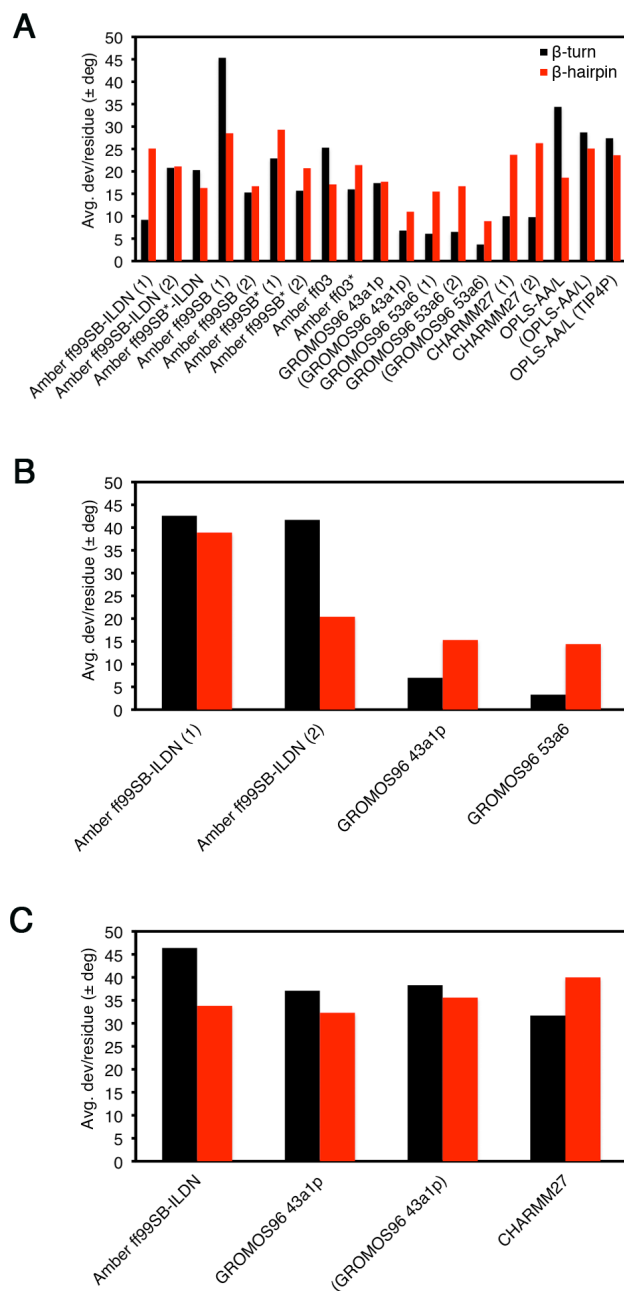 A
Avg. dev/residue (± deg)
50
45
40
35
30
25
20
15
10
5
0
β-turn
β-hairpin
Amber ff99SB-ILDN (1)
Amber ff99SB-ILDN (2)
Amber ff99SB*-ILDN
Amber ff99SB (1)
Amber ff99SB (2)
Amber ff99SB* (1)
Amber ff99SB* (2)
Amber ff03
Amber ff03*
GROMOS96 43a1p
(GROMOS96 43a1p)
GROMOS96 53a6 (1)
GROMOS96 53a6 (2)
(GROMOS96 53a6)
CHARMM27 (1)
CHARMM27 (2)
OPLS-AA/L
(OPLS-AA/L)
OPLS-AA/L (TIP4P)
B
Avg. dev/residue (± deg)
50
45
40
35
30
25
20
15
10
5
0
Amber ff99SB-ILDN (1)
Amber ff99SB-ILDN (2)
GROMOS96 43a1p
GROMOS96 53a6
C
Avg. dev/residue (± deg)
50
45
40
35
30
25
20
15
10
5
0
Amber ff99SB-ILDN
GROMOS96 43a1p
(GROMOS96 43a1p)
CHARMM27